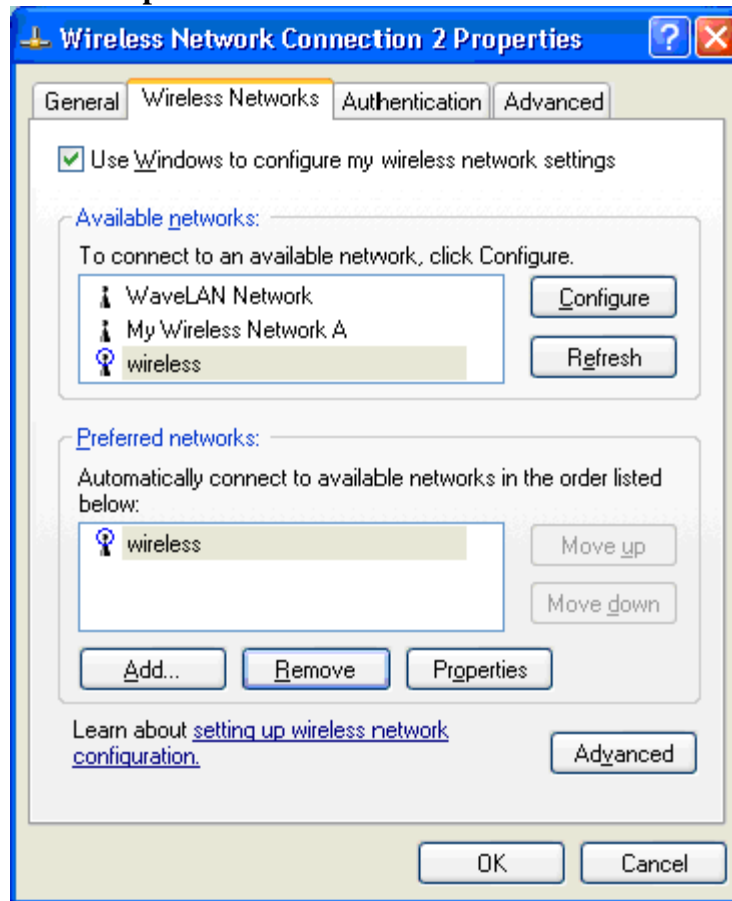 Wireless Network Connection 2 Properties
General Wireless Networks Authentication Advanced
Use Windows to configure my wireless network settings
Available networks:
To connect to an available network, click Configure.
WaveLAN Network
Configure
My Wireless Network A
wireless
Refresh
Preferred networks:
Automatically connect to available networks in the order listed
below:
wireless
Move up
Move down
Add... Remove Properties
Learn about setting up wireless network
configuration.
Advanced
OK Cancel